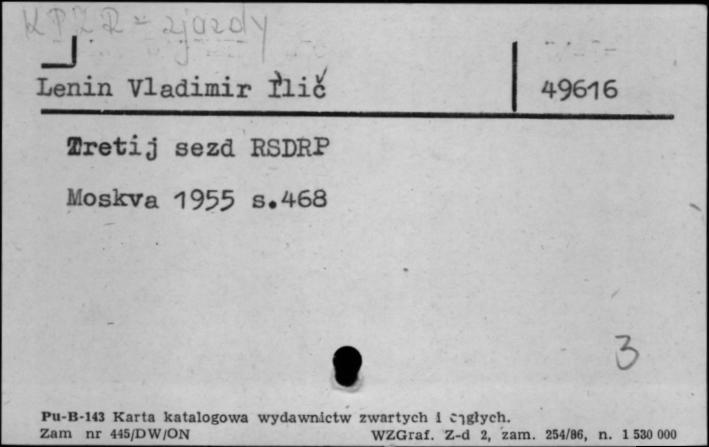 KPZR = zjazdy
Lenin Vladimir Ilič 49616
Tretij sezd RSDRP
Moskva 1955 s.468
3
Pu-B-143 Karta katalogowa wydawnictw zwartych i ciągłych.
Zam nr 445/DW/ON WZGraf. Z-d 2, zam. 254/86, n. 1 530 000